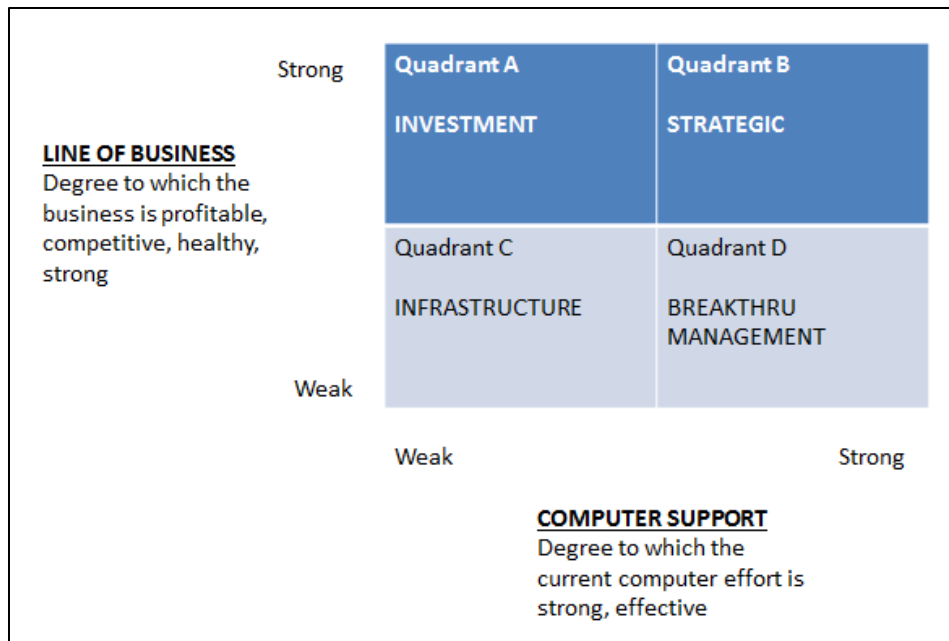 Strong
Quadrant A
INVESTMENT
Quadrant B
STRATEGIC
LINE OF BUSINESS
Degree to which the
business is profitable,
competitive, healthy,
strong
Quadrant C
INFRASTRUCTURE
Quadrant D
BREAKTHRU
MANAGEMENT
Weak
Weak
Strong
COMPUTER SUPPORT
Degree to which the
current computer effort is
strong, effective